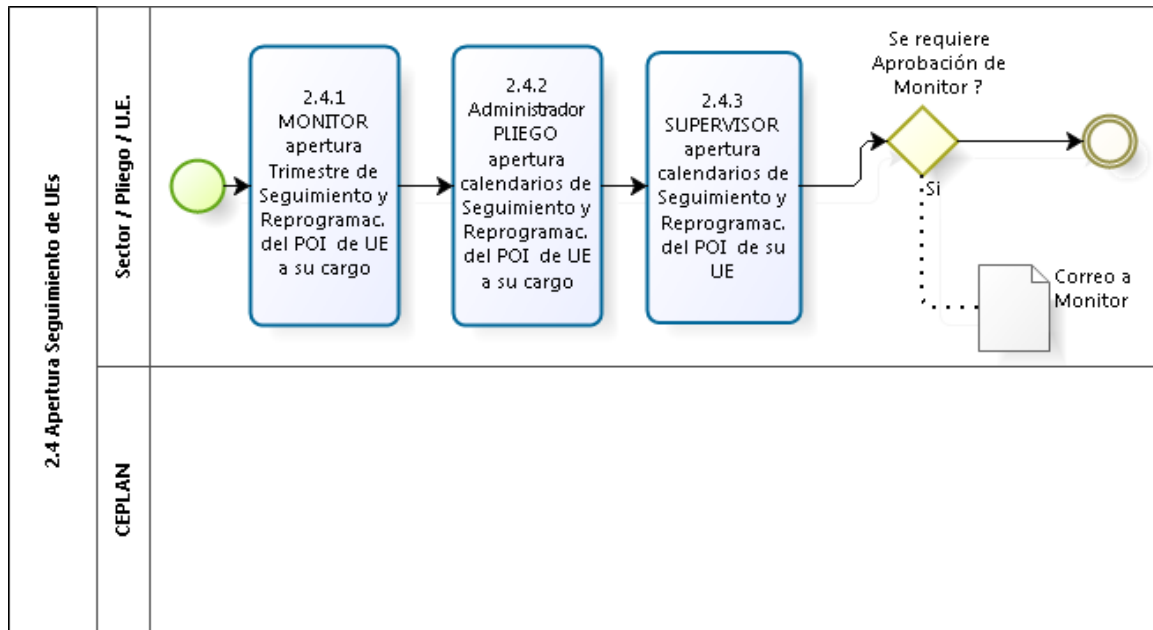 2.4 Apertura Seguimiento de UEs
Sector / Pliego / U.E.
2.4.1
MONITOR
apertura
Trimestre de
Seguimiento y
Reprogramac.
del POI de UE
a su cargo
2.4.2
Administrador
PLIEGO
apertura
calendarios de
Seguimiento y
Reprogramac.
del POI de UE
a su cargo
2.4.3
SUPERVISOR
apertura
calendarios de
Seguimiento y
Reprogramac.
del POI de su
UE
Se requiere
Aprobación de
Monitor ?
Si
Correo a
Monitor
CEPLAN